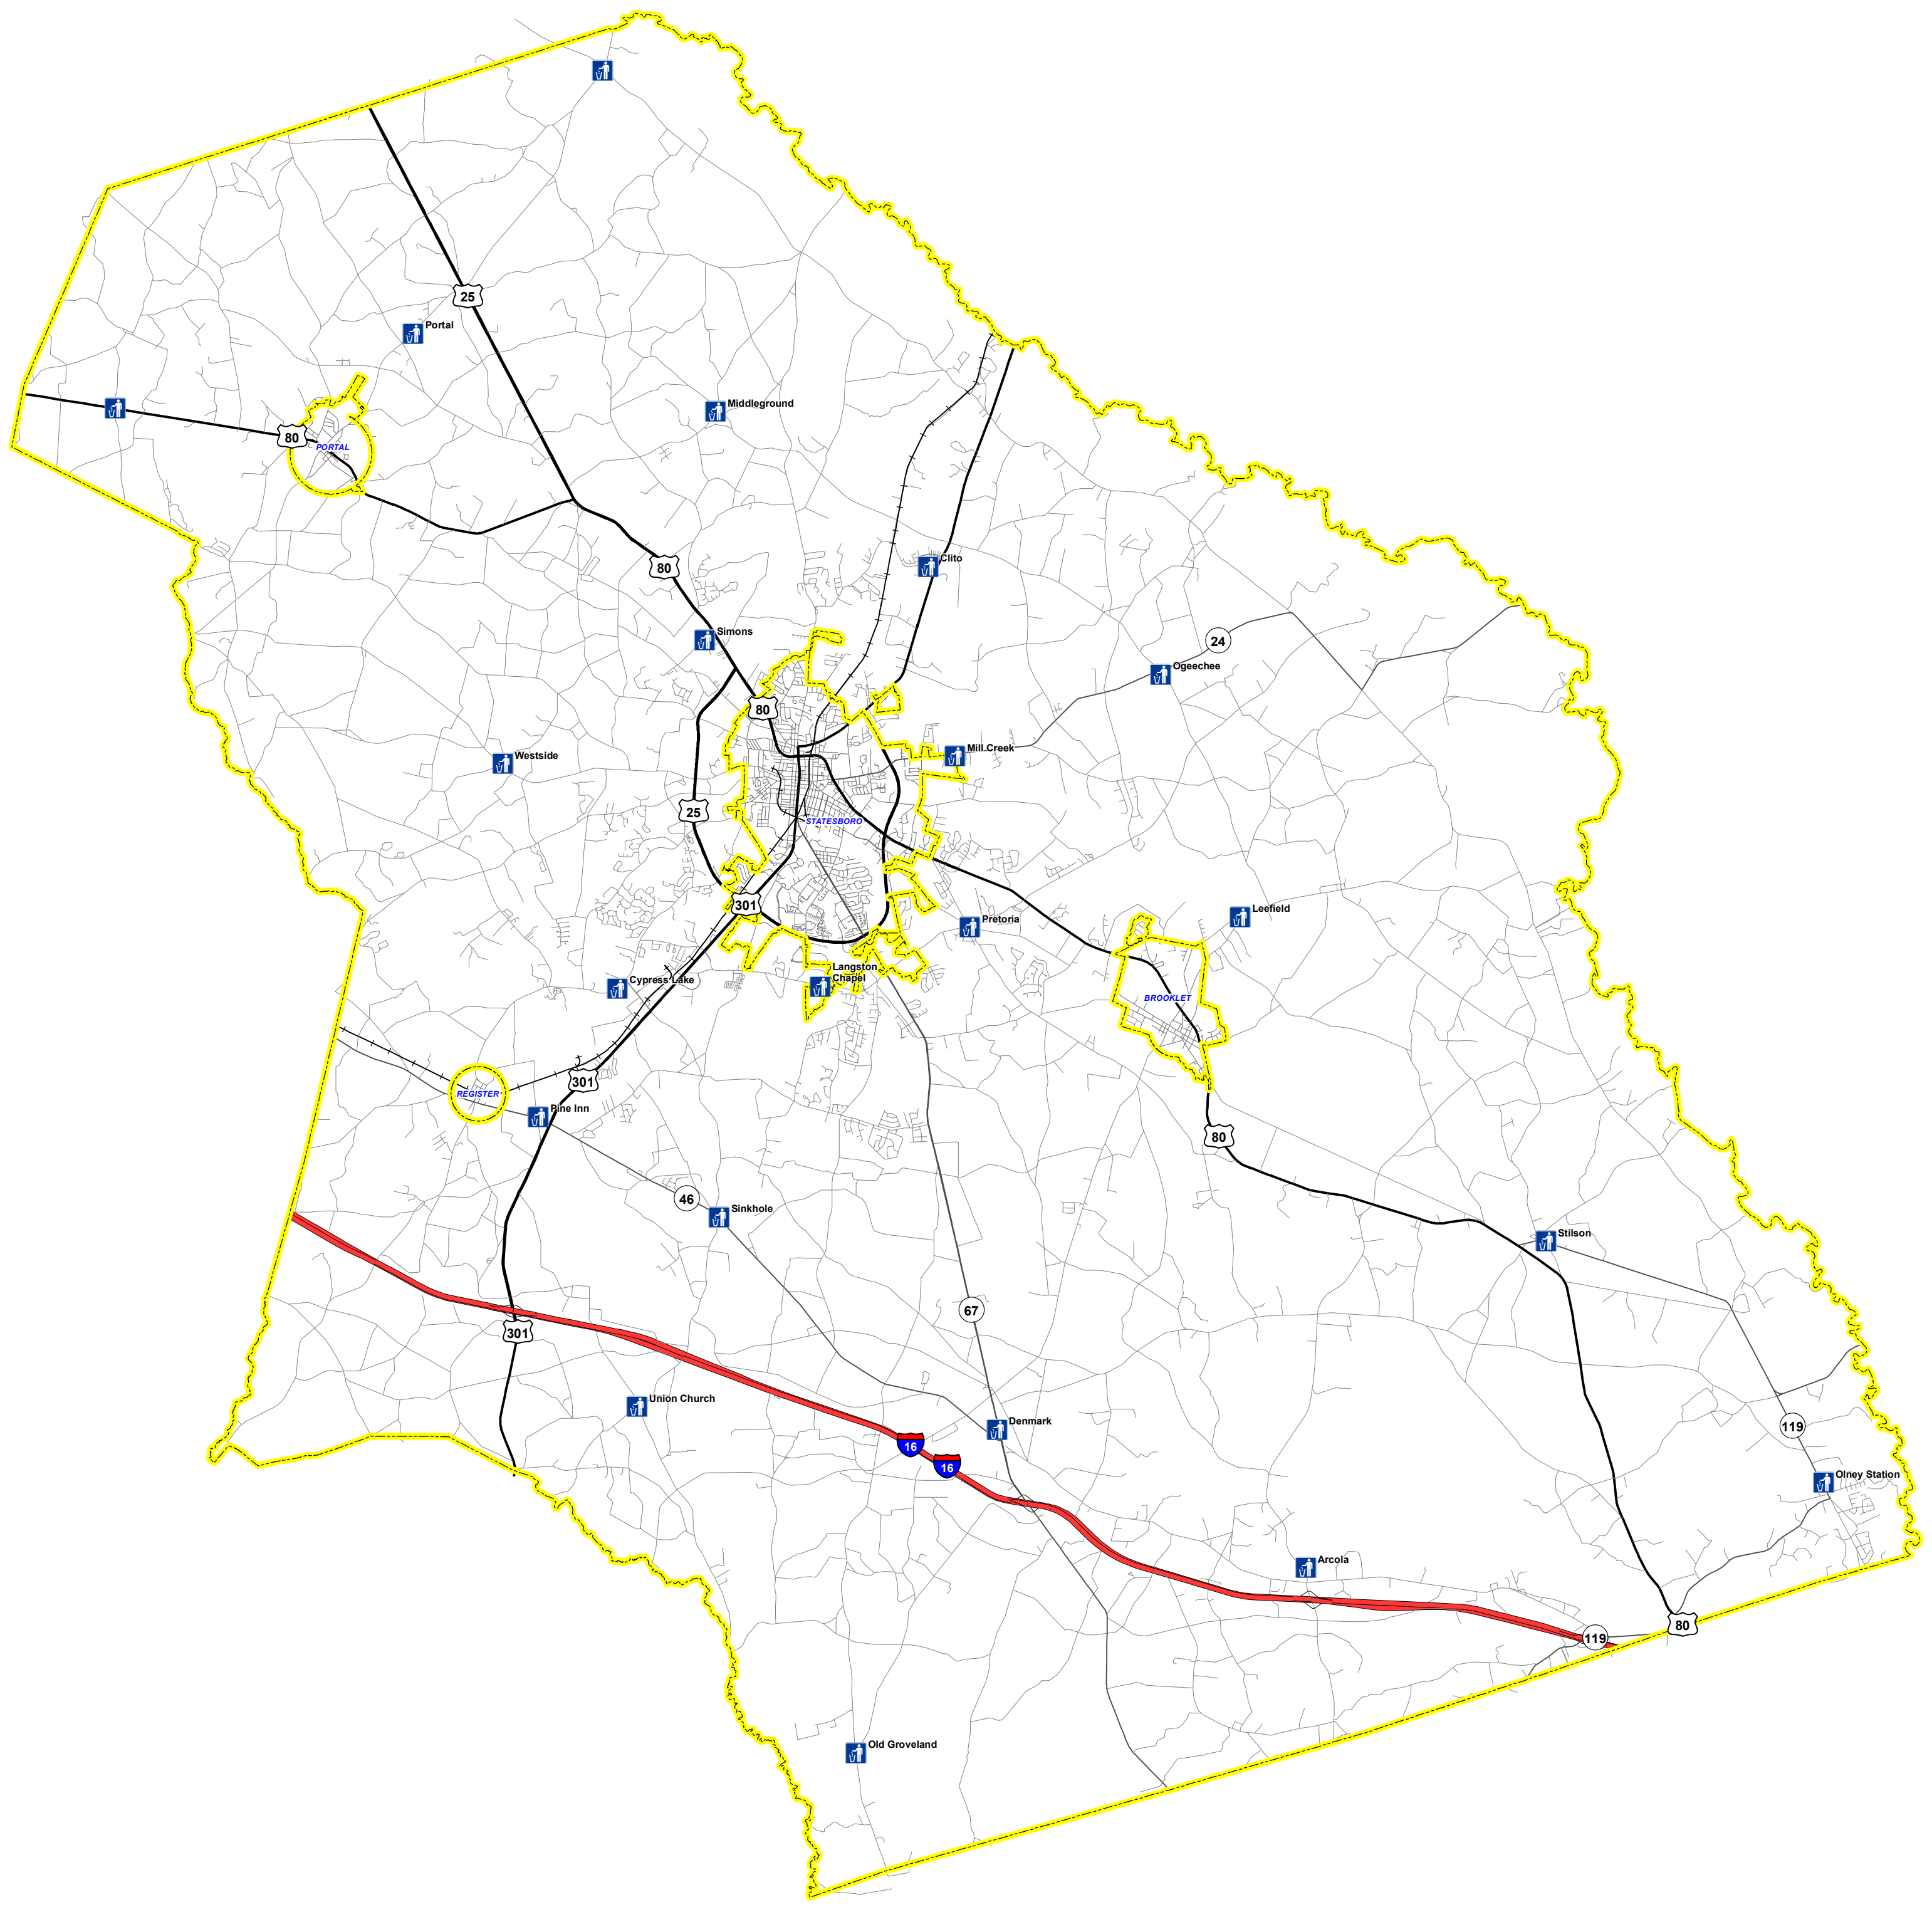 25
Portal
Middleground
80
PORTAL
Clito
80
Simons
24
Ogeechee
80
Mill Creek
Westside
25
STATESBORO
301
Leefield
Pretoria
Langston
Chapel
Cypress Lake
BROOKLET
301
REGISTER
Pine Inn
80
46
Sinkhole
Stilson
67
301
Union Church
Denmark
119
16
16
Olney Station
Arcola
80
119
Old Groveland